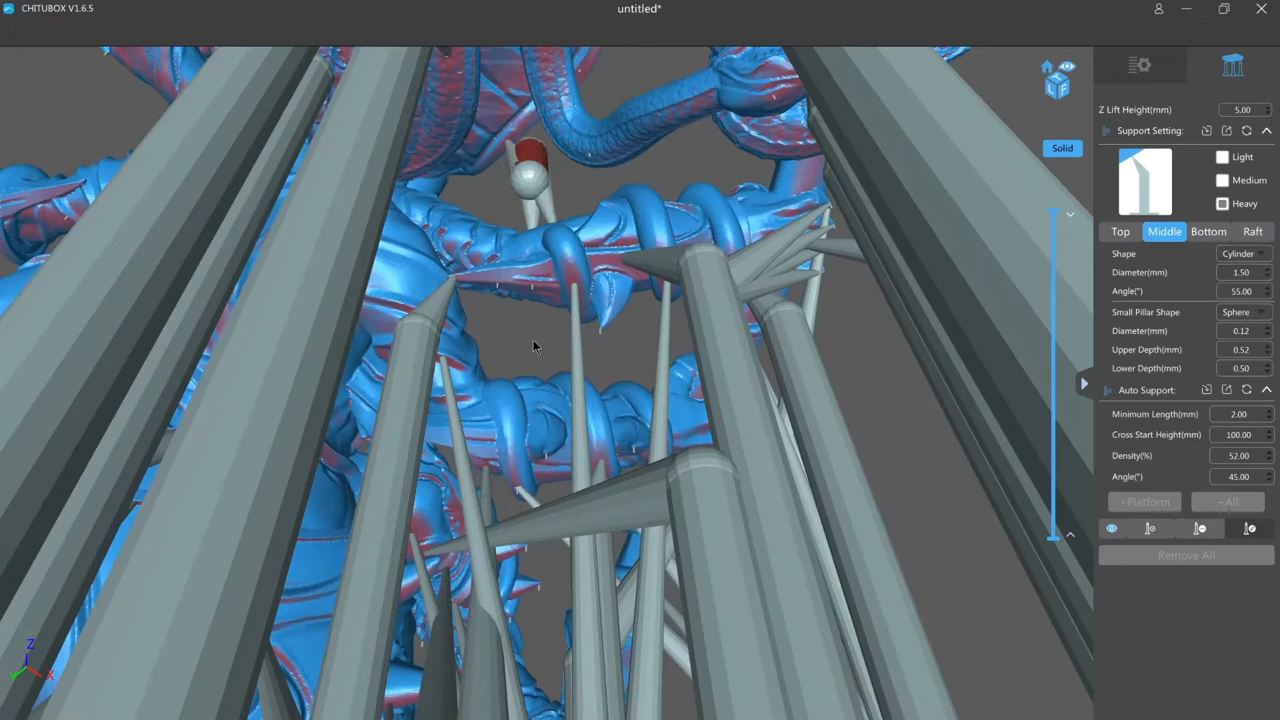 CHITUBOX V1.6.5
untitled*
Z Lift Height(mm) 5.00
Support Setting:
Solid
Light
Medium
Heavy
Top Middle Bottom Raft
Shape Cylinder
Diameter(mm) 1.50
Angle(°) 55.00
Small Pillar Shape Sphere
Diameter(mm) 0.12
Upper Depth(mm) 0.52
Lower Depth(mm) 0.50
Auto Support:
Minimum Length(mm) 2.00
Cross Start Height(mm) 100.00
Density(%) 52.00
Angle(°) 45.00
+Platform +All
Remove All
Z
X
Y
L F